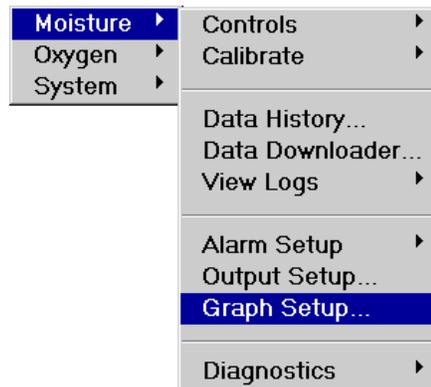 Moisture
Oxygen
System
Controls
Calibrate
Data History...
Data Downloader...
View Logs
Alarm Setup
Output Setup...
Graph Setup...
Diagnostics